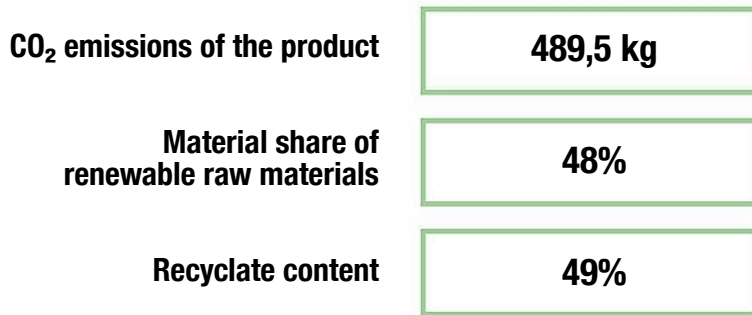 CO₂ emissions of the product
489,5 kg
Material share of
renewable raw materials
48%
Recyclate content
49%